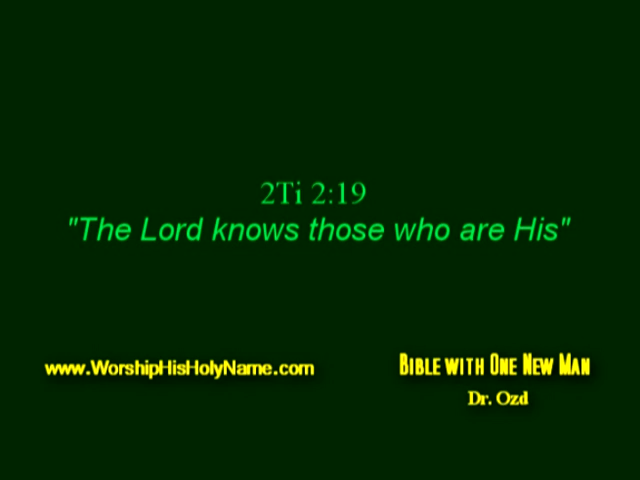 2Ti 2:19
"The Lord knows those who are His"
www.WorshipHisHolyName.com
Bible with One New Man
Dr. Ozd